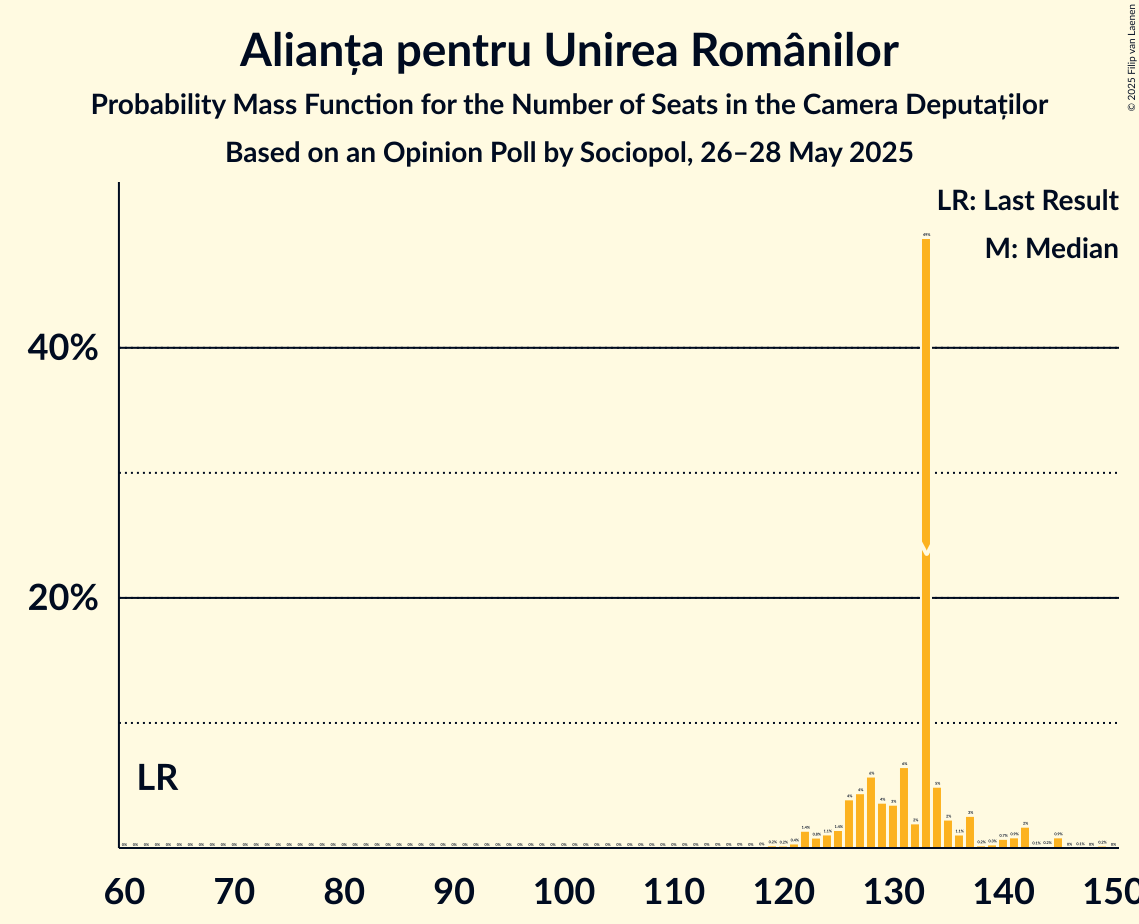 Alianța pentru Unirea Românilor
Probability Mass Function for the Number of Seats in the Camera Deputaților
Based on an Opinion Poll by Sociopol, 26–28 May 2025
© 2025 Filip van Laenen
LR: Last Result
M: Median
40%
20%
LR
M
49%
60 70 80 90 100 110 120 130 140 150